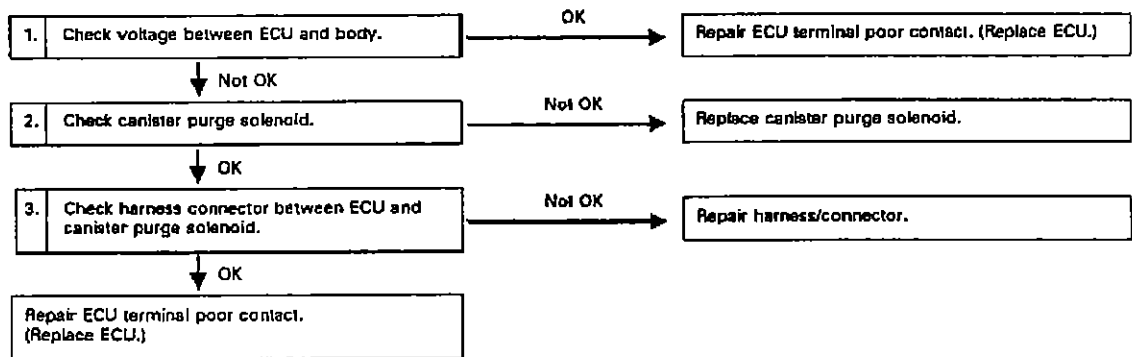 OK
1. Check voltage between ECU and body.
Repair ECU terminal poor contact. (Replace ECU.)
Not OK
2. Check canister purge solenoid.
Not OK
Replace canister purge solenoid.
OK
3. Check harness connector between ECU and
canister purge solenoid.
Not OK
Repair harness/connector.
OK
Repair ECU terminal poor contact.
(Replace ECU.)